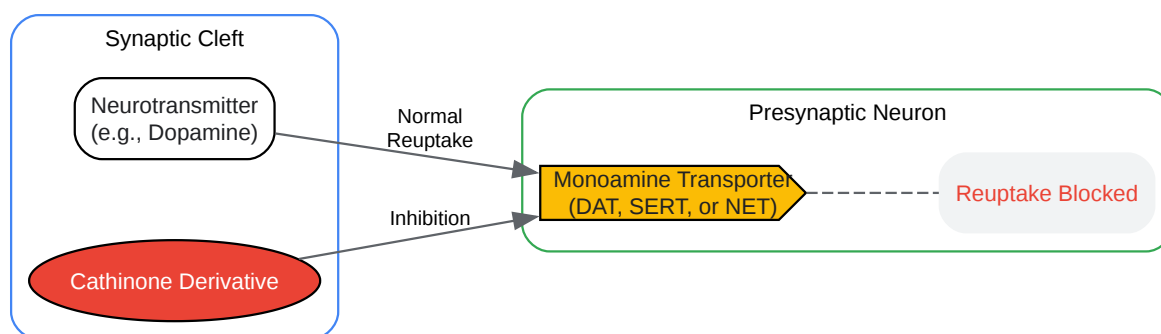 Synaptic Cleft
Neurotransmitter
(e.g., Dopamine)
Cathinone Derivative
Normal
Reuptake
Inhibition
Presynaptic Neuron
Monoamine Transporter
(DAT, SERT, or NET)
Reuptake Blocked